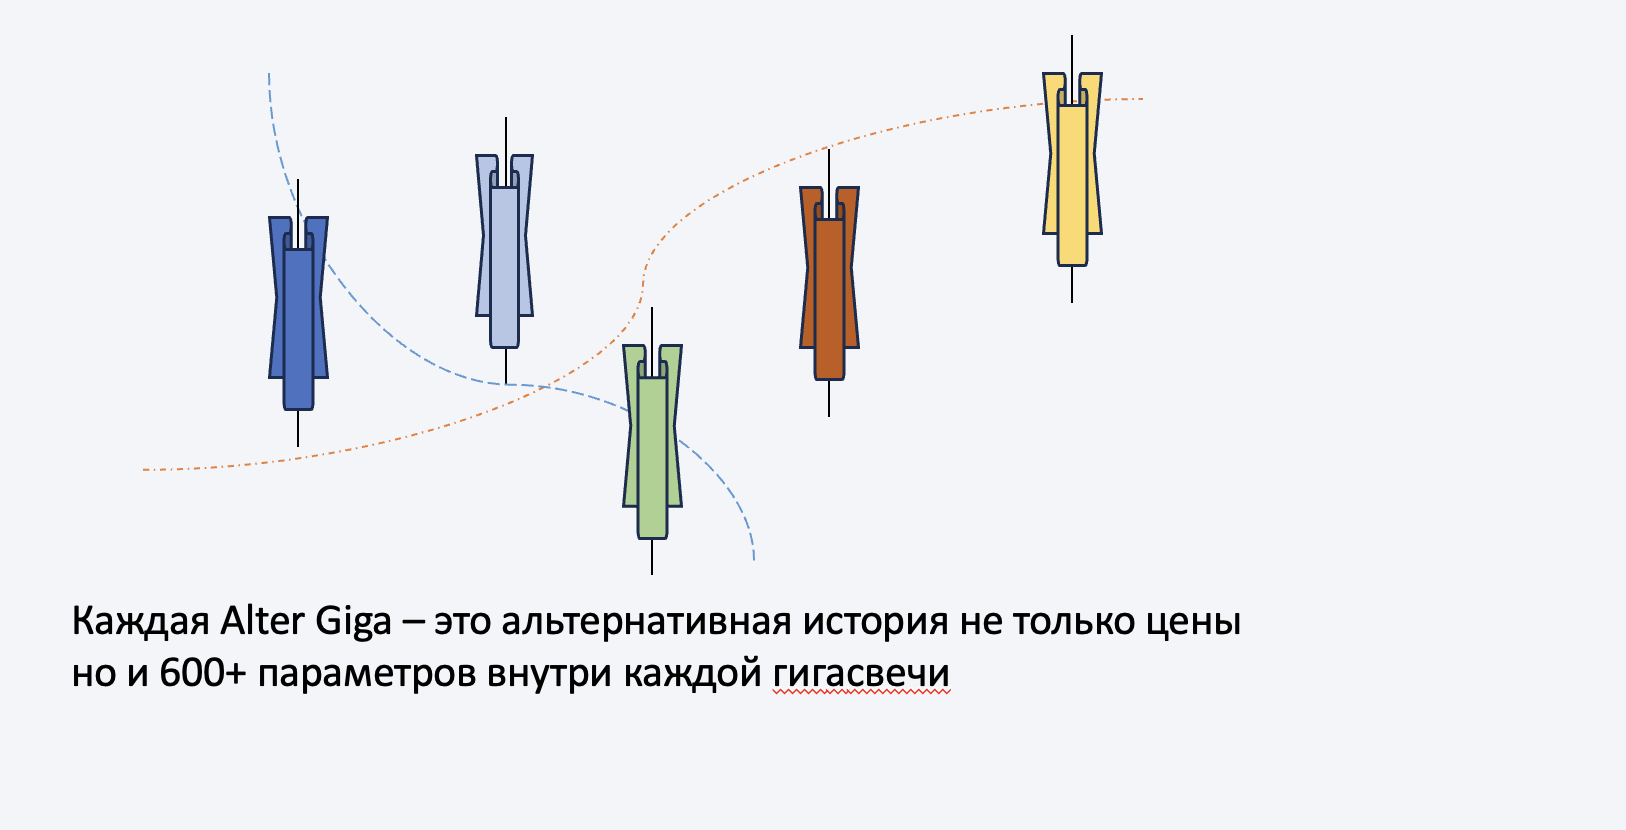 Каждая Alter Giga – это альтернативная история не только цены
но и 600+ параметров внутри каждой гигасвечи